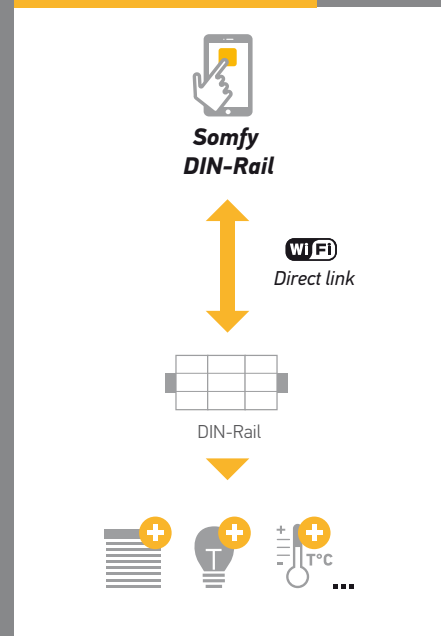 Somfy
DIN-Rail
WiFi
Direct link
DIN-Rail
T
+
-
T°C
...